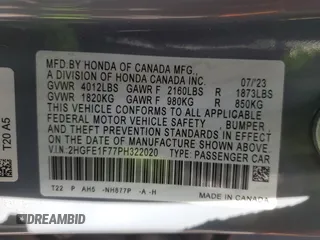 MFD BY HONDA OF CANADA MFG.
A DIVISION OF HONDA CANADA INC. 07/'23
GVWR 4012LBS GAWR F 2160LBS R 1873LBS
GVWR 1820KG GAWR F 980KG R 850KG
THIS VEHICLE CONFORMS TO ALL APPLICABLE
FEDERAL MOTOR VEHICLE SAFETY, BUMPER
AND THEFT PREVENTION STANDARDS IN EFFECT
ON THE DATE OF MANUFACTURE SHOWN ABOVE.
V.I.N: 2HGFE1F77PH322020 TYPE: PASSENGER CAR
T22 P AH5 -NH877P -A -H
MADE IN CANADA
T20 A5
DREAMBID